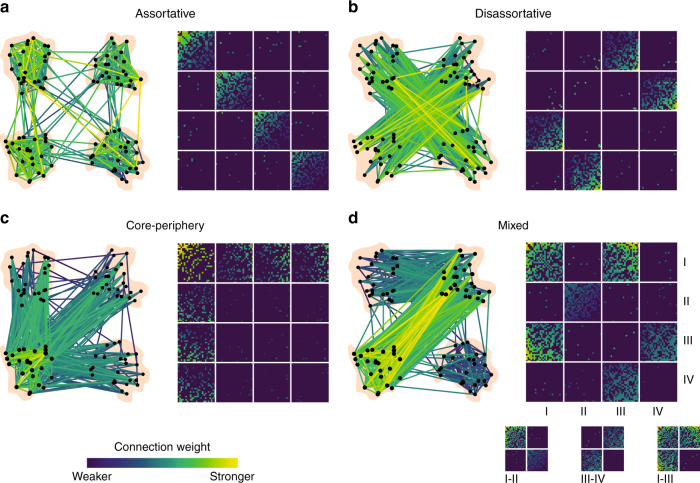 a
Assortative
b
Disassortative
c
Core-periphery
d
Mixed
I
II
III
IV
I II III IV
Connection weight
Weaker Stronger
I-II III-IV I-III